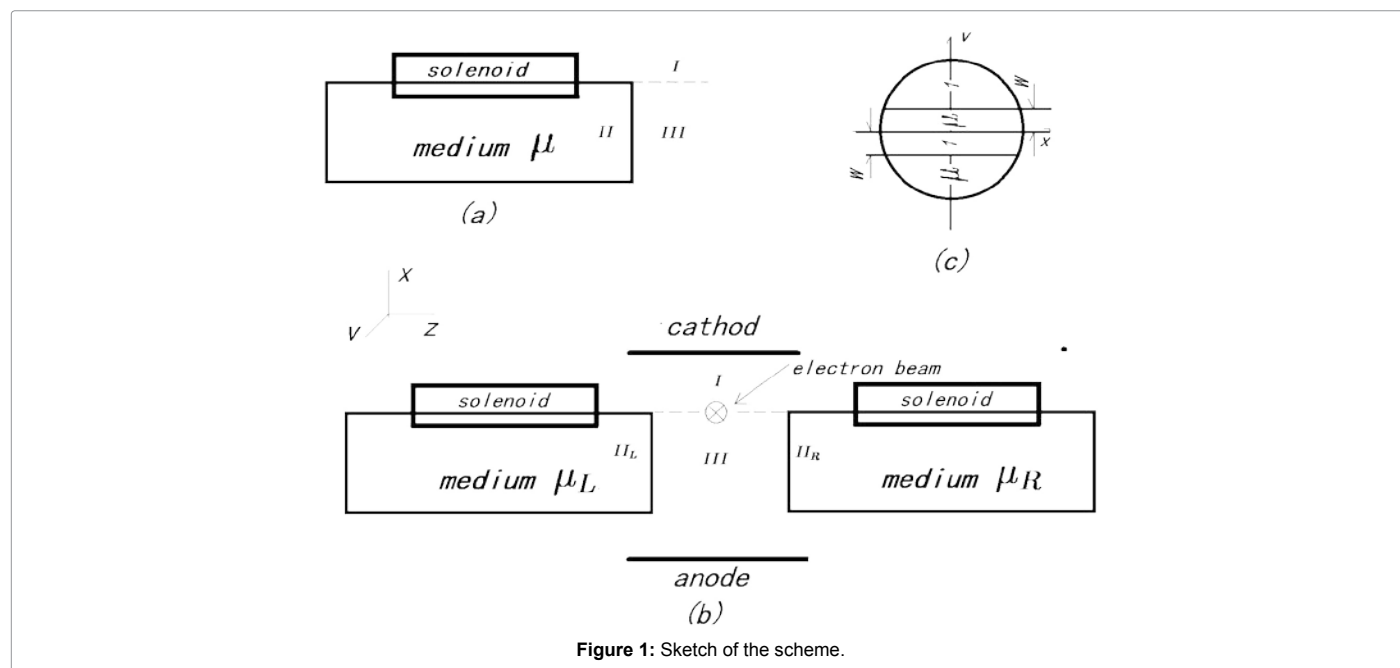 solenoid
I
II
III
medium μ
(a)
v
W
1
μ
1
x
μ
W
(c)
X
V
Z
cathod
I
electron beam
solenoid
solenoid
II_L
III
II_R
medium μ_L
medium μ_R
anode
(b)
Figure 1: Sketch of the scheme.